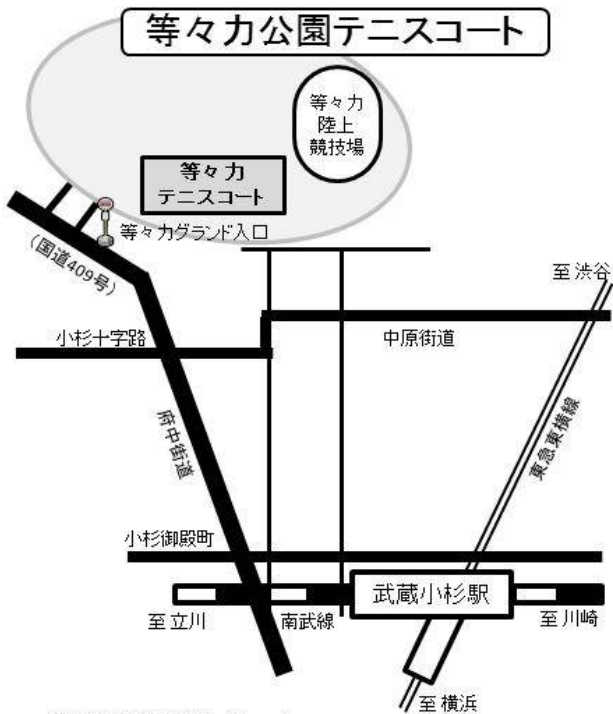 等々力公園テニスコート
等々力
陸上
競技場
等々力
テニスコート
等々力グランド入口
(国道409号)
至 渋谷
小杉十字路
中原街道
府中街道
東急東横線
小杉御殿町
武蔵小杉駅
至 立川
南武線
至 川崎
至 横浜